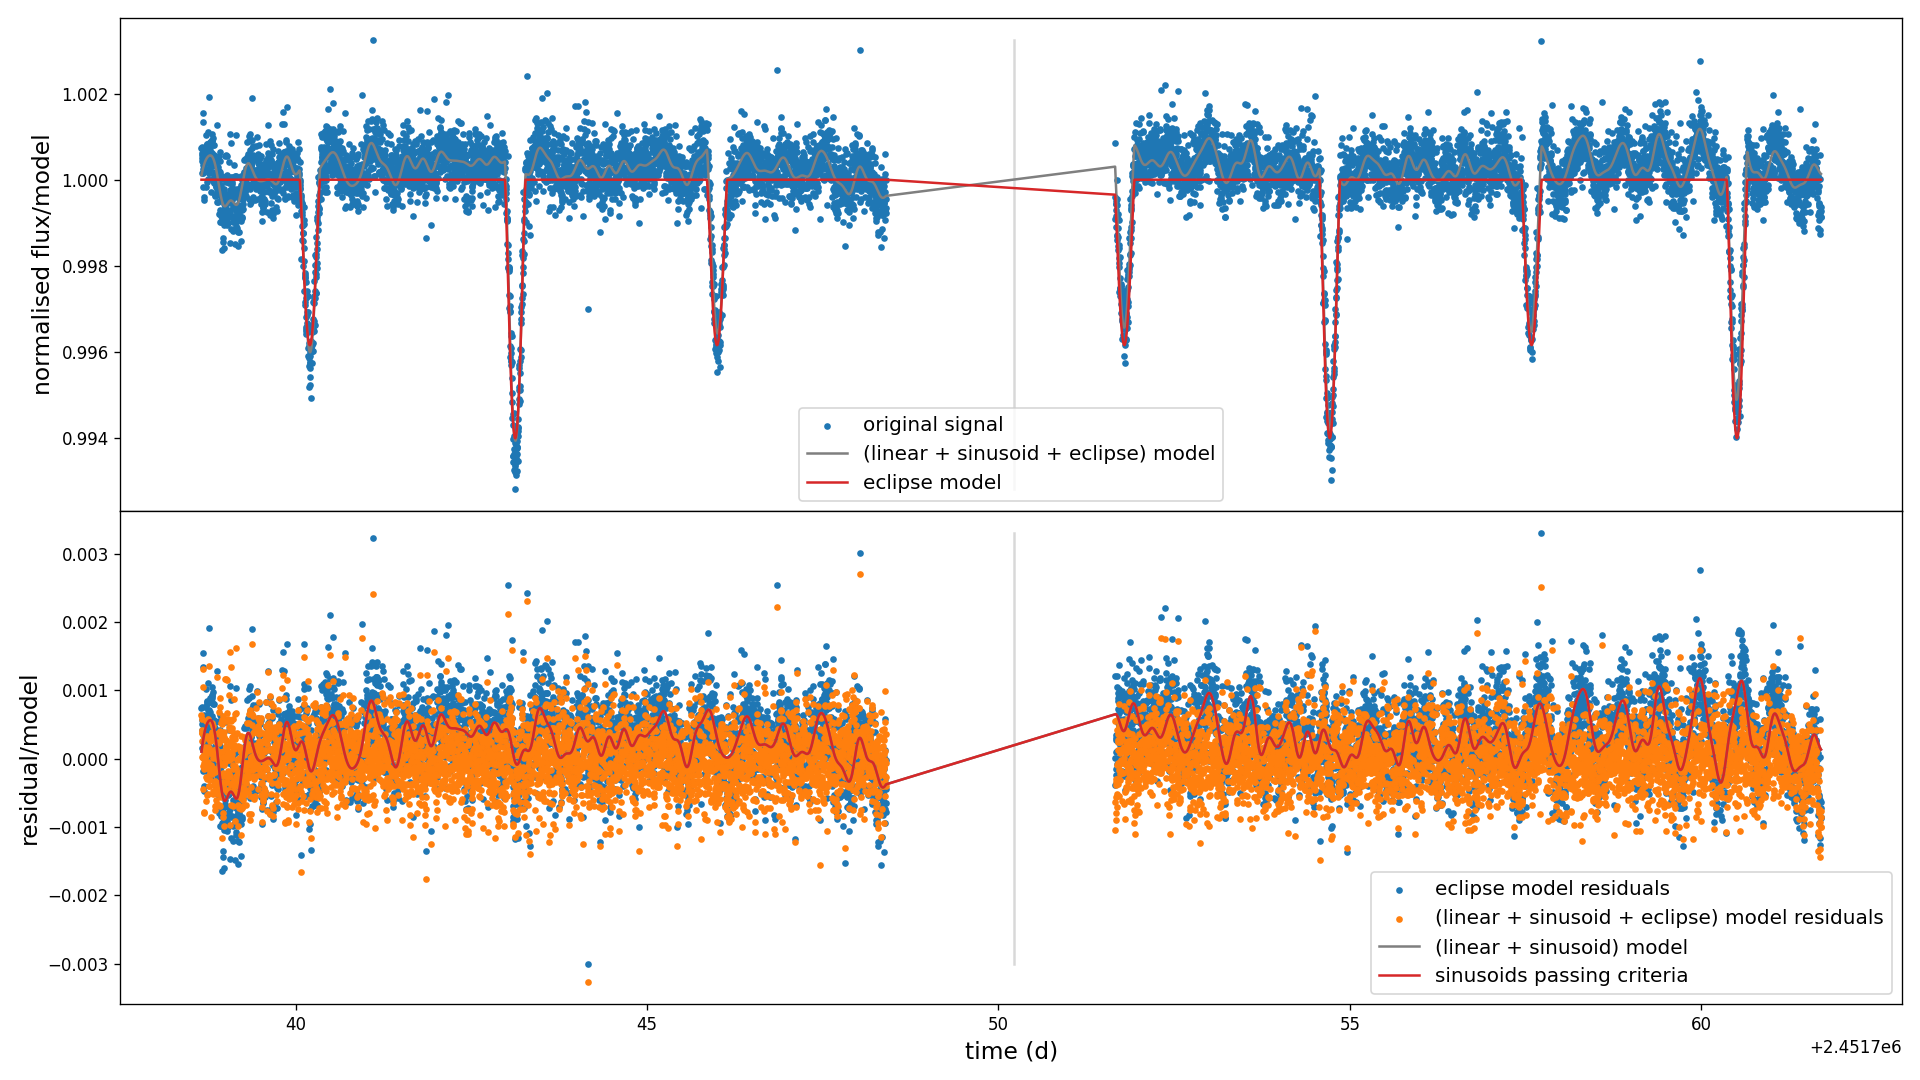 normalised flux/model
1.002
1.000
0.998
0.996
0.994
original signal
(linear + sinusoid + eclipse) model
eclipse model
residual/model
0.003
0.002
0.001
0.000
−0.001
−0.002
−0.003
eclipse model residuals
(linear + sinusoid + eclipse) model residuals
(linear + sinusoid) model
sinusoids passing criteria
40 45 50 55 60
time (d)
+2.4517e6